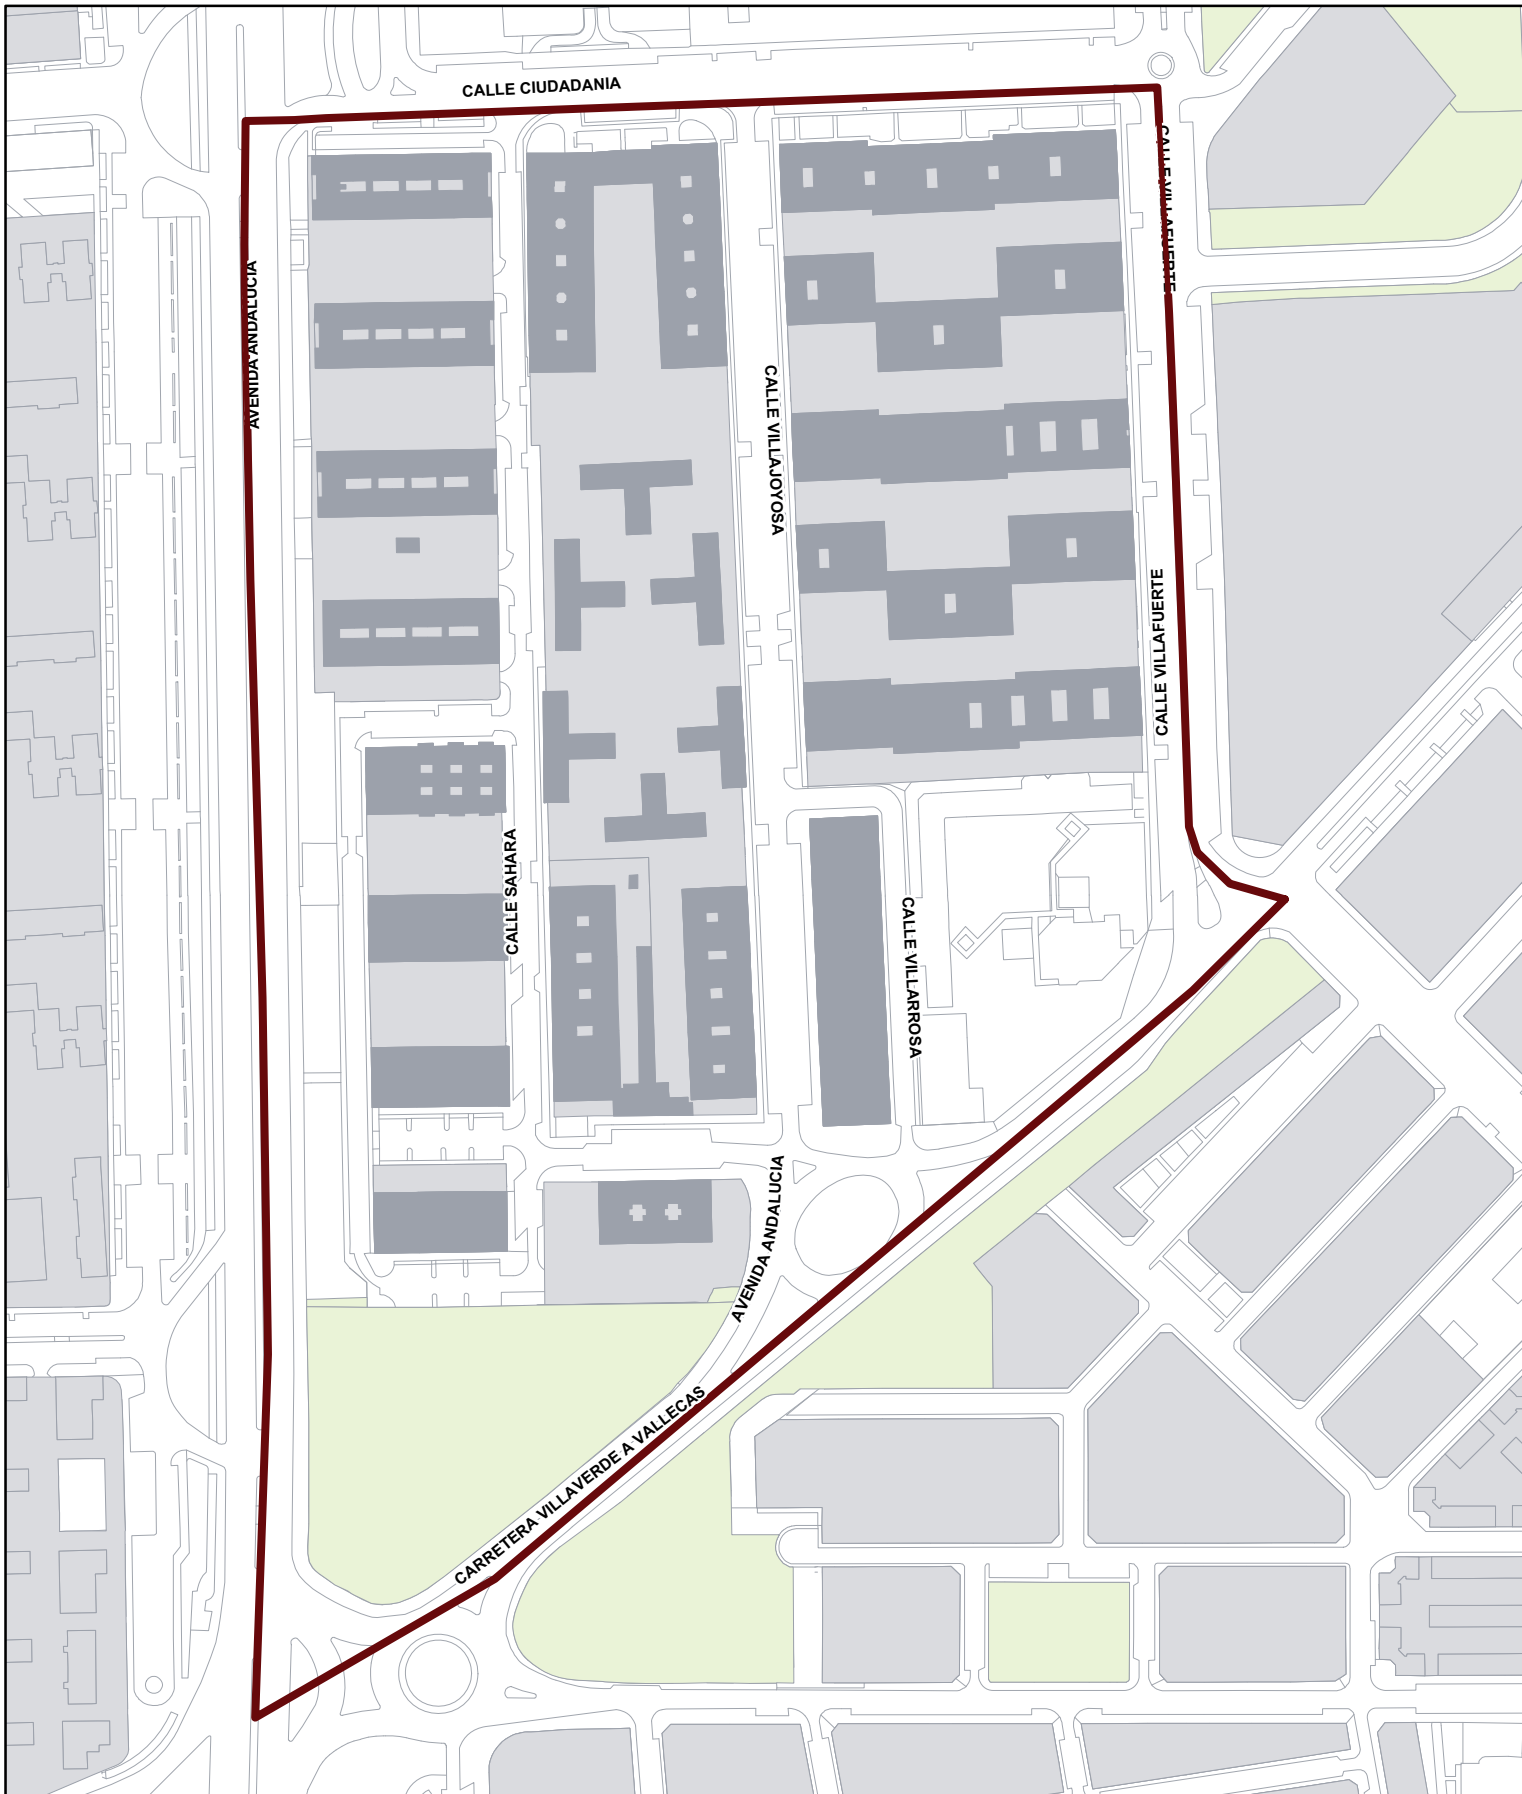 CALLE CIUDADANIA
CALLE VILLAFUERTE
AVENIDA ANDALUCIA
CALLE VILLAJOYOSA
CALLE VILLAFUERTE
CALLE SAHARA
CALLE VILLARROSA
AVENIDA ANDALUCIA
CARRETERA VILLAVERDE A VALLECAS